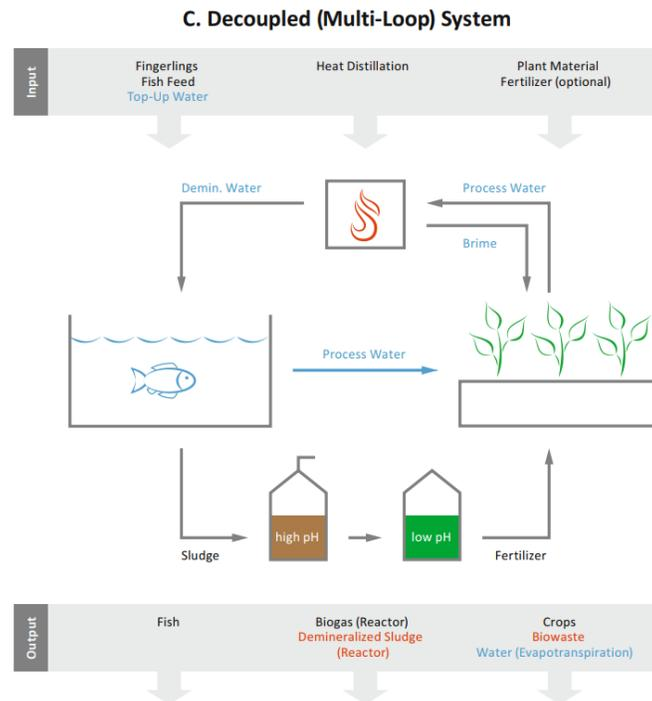 C. Decoupled (Multi-Loop) System
Input
Fingerlings
Fish Feed
Top-Up Water
Heat Distillation
Plant Material
Fertilizer (optional)
Demin. Water
Process Water
Brime
Process Water
high pH
low pH
Sludge
Fertilizer
Output
Fish
Biogas (Reactor)
Demineralized Sludge
(Reactor)
Crops
Biowaste
Water (Evapotranspiration)